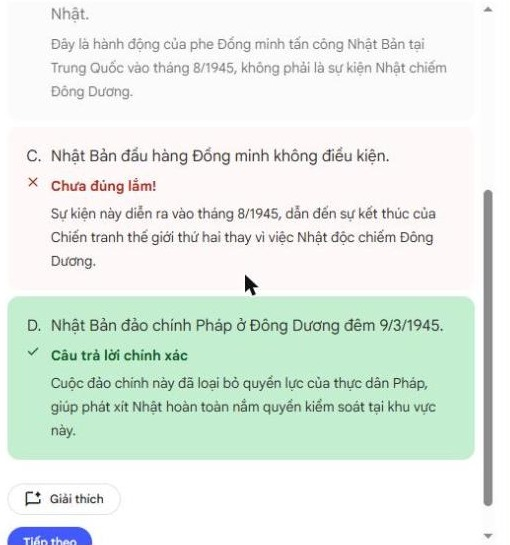 Nhật.
Đây là hành động của phe Đồng minh tấn công Nhật Bản tại
Trung Quốc vào tháng 8/1945, không phải là sự kiện Nhật chiếm
Đông Dương.
C. Nhật Bản đầu hàng Đồng minh không điều kiện.
Chưa đúng lắm!
Sự kiện này diễn ra vào tháng 8/1945, dẫn đến sự kết thúc của
Chiến tranh thế giới thứ hai thay vì việc Nhật độc chiếm Đông
Dương.
D. Nhật Bản đảo chính Pháp ở Đông Dương đêm 9/3/1945.
Câu trả lời chính xác
Cuộc đảo chính này đã loại bỏ quyền lực của thực dân Pháp,
giúp phát xít Nhật hoàn toàn nắm quyền kiểm soát tại khu vực
này.
Giải thích
Tiếp theo